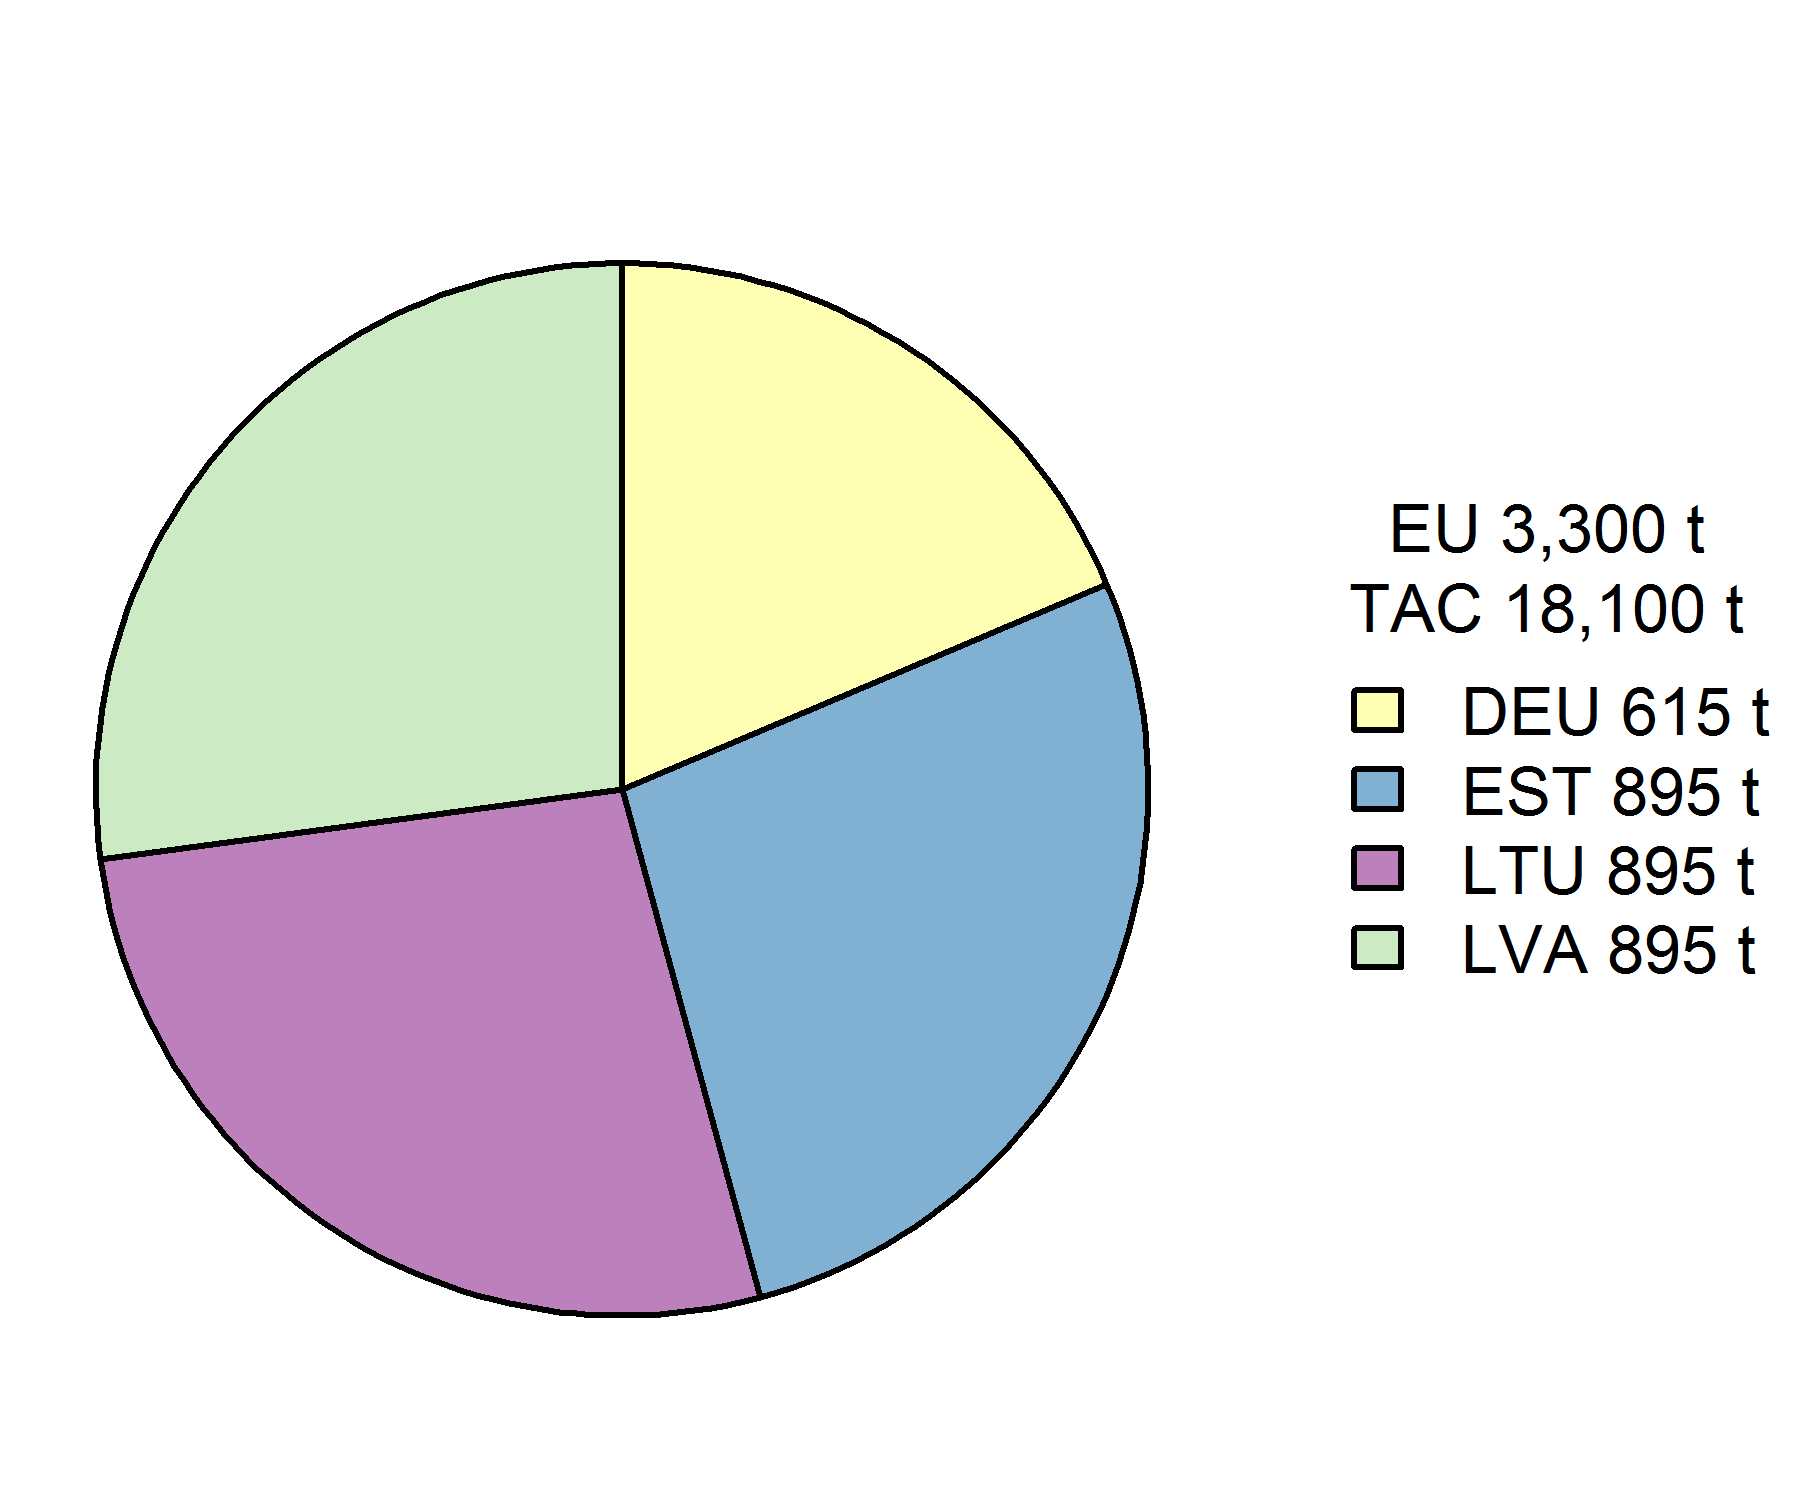 EU 3,300 t
TAC 18,100 t
DEU 615 t
EST 895 t
LTU 895 t
LVA 895 t